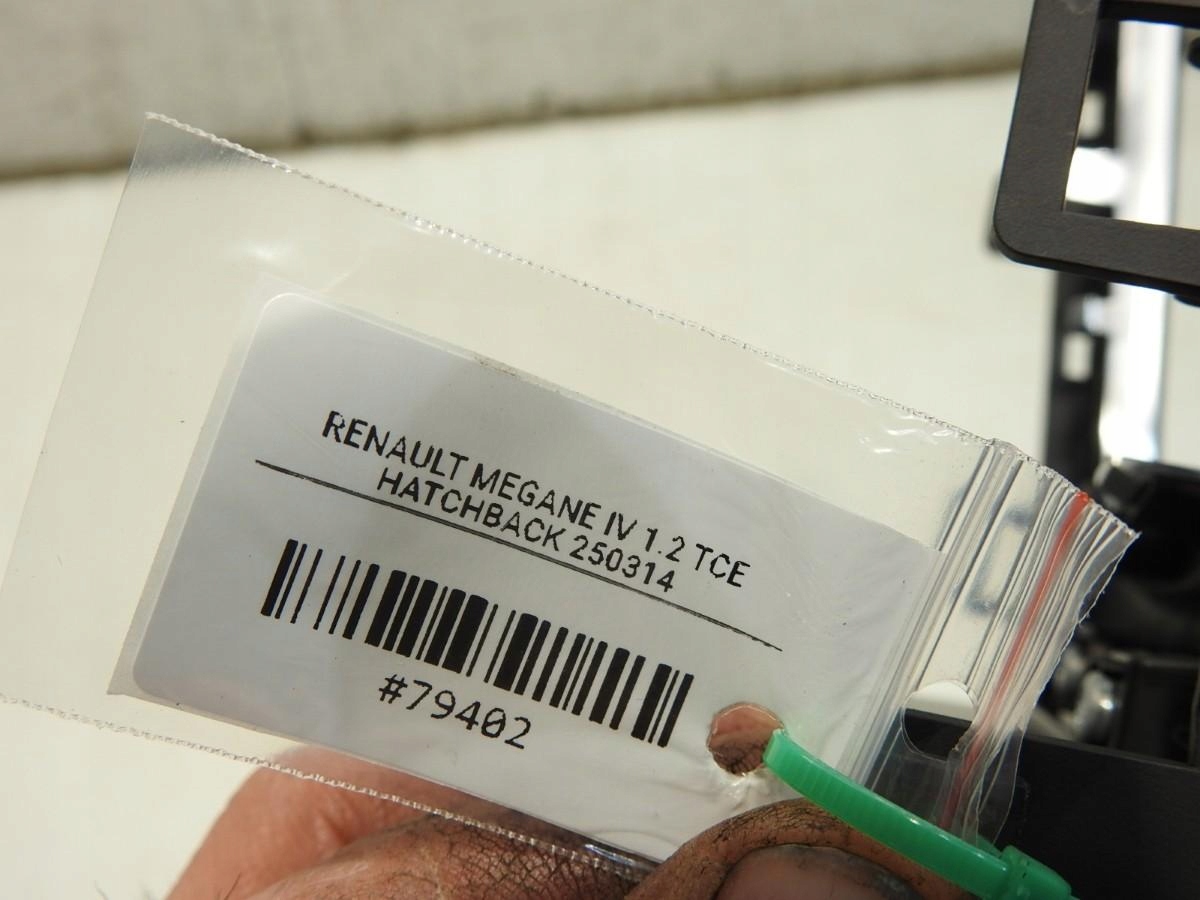 RENAULT MEGANE IV 1.2 TCE
HATCHBACK 250314
#79402